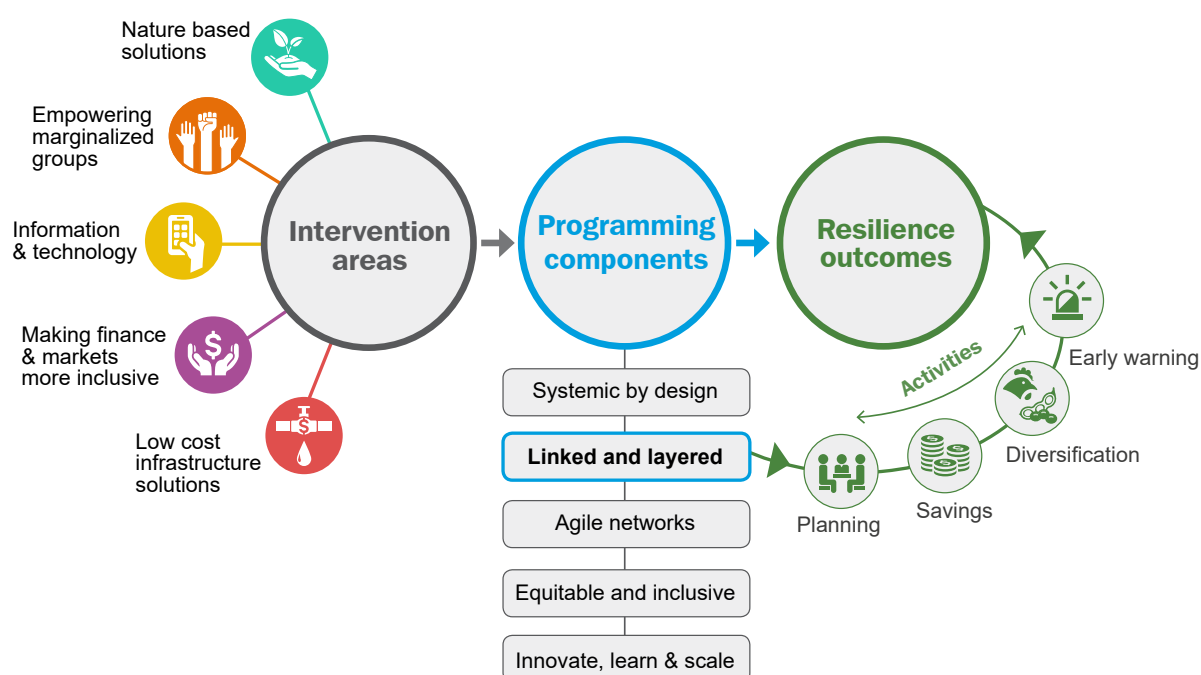 Nature based
solutions
Empowering
marginalized
groups
Information
& technology
Making finance
& markets
more inclusive
$
Low cost
infrastructure
solutions
$
Intervention
areas
Programming
components
Systemic by design
Linked and layered
Agile networks
Equitable and inclusive
Innovate, learn & scale
Resilience
outcomes
Activities
Early warning
Diversification
Savings
Planning